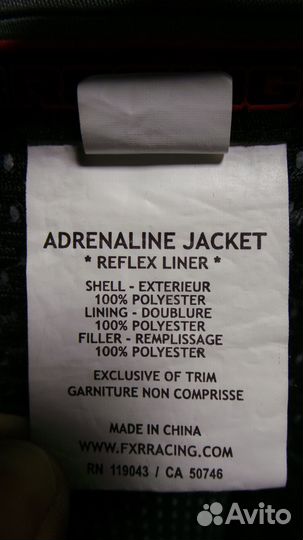 ADRENALINE JACKET
* REFLEX LINER *
SHELL - EXTERIEUR
100% POLYESTER
LINING - DOUBLURE
100% POLYESTER
FILLER - REMPLISSAGE
100% POLYESTER
EXCLUSIVE OF TRIM
GARNITURE NON COMPRISSE
MADE IN CHINA
WWW.FXRRACING.COM
RN 119043 / CA 50746
Avito